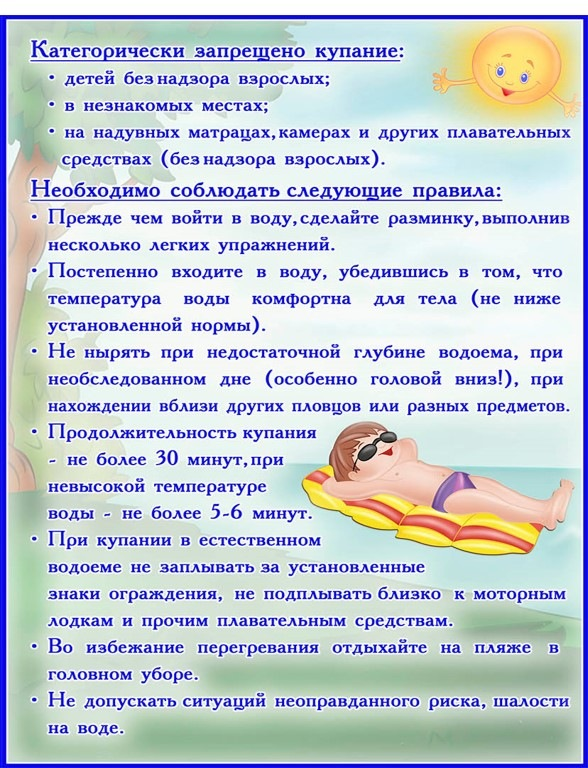 Категорически запрещено купание:
• детей без надзора взрослых;
• в незнакомых местах;
• на надувных матрацах, камерах и других плавательных
средствах (без надзора взрослых).
Необходимо соблюдать следующие правила:
• Прежде чем войти в воду, сделайте разминку, выполнив
несколько легких упражнений.
• Постепенно входите в воду, убедившись в том, что
температура воды комфортна для тела (не ниже
установленной нормы).
• Не нырять при недостаточной глубине водоема, при
необследованном дне (особенно головой вниз!), при
нахождении вблизи других пловцов или разных предметов.
• Продолжительность купания
- не более 30 минут, при
невысокой температуре
воды - не более 5-6 минут.
• При купании в естественном
водоеме не заплывать за установленные
знаки ограждения, не подплывать близко к моторным
лодкам и прочим плавательным средствам.
• Во избежание перегревания отдыхайте на пляже в
головном уборе.
• Не допускать ситуаций неоправданного риска, шалости
на воде.